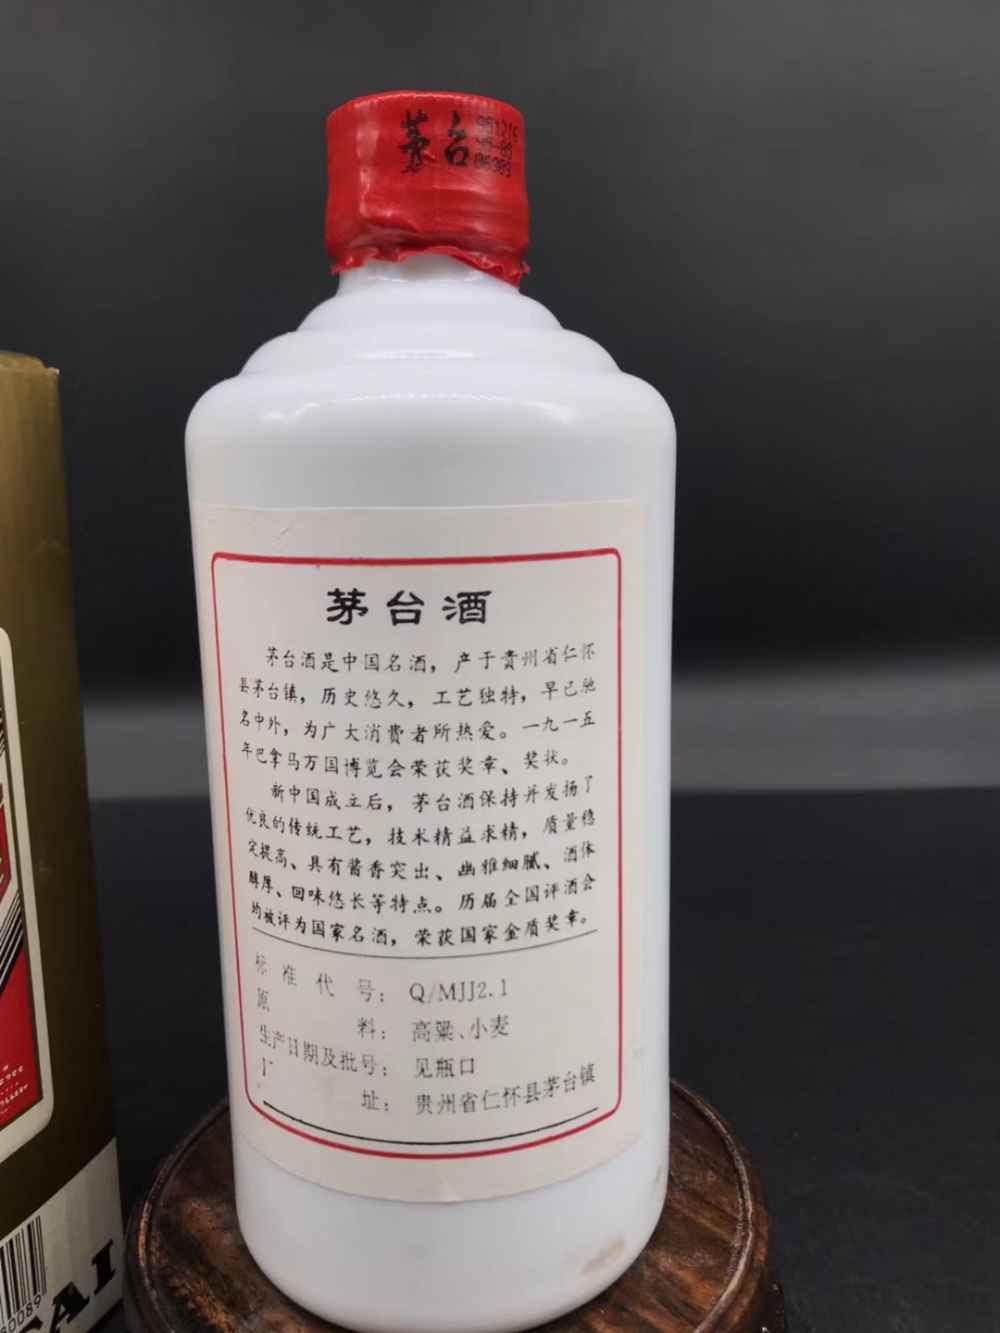 茅台
951216
95-09
06309
茅台酒
茅台酒是中国名酒，产于贵州省仁怀
县茅台镇，历史悠久，工艺独特，早已驰
名中外，为广大消费者所热爱。一九一五
年巴拿马万国博览会荣获奖章、奖状。
新中国成立后，茅台酒保持并发扬了
优良的传统工艺，技术精益求精，质量稳
定提高、具有酱香突出、幽雅细腻、酒体
醇厚、回味悠长等特点。历届全国评酒会
均被评为国家名酒，荣获国家金质奖章。
标准代号：Q/MJJ2.1
原料：高粱、小麦
生产日期及批号：见瓶口
厂址：贵州省仁怀县茅台镇
80089
TAI